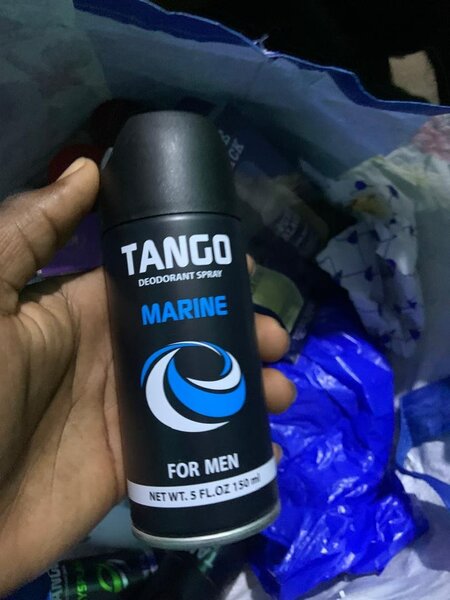 TANGO
DEODORANT SPRAY
MARINE
FOR MEN
NET WT. 5 FL.OZ 150 ml